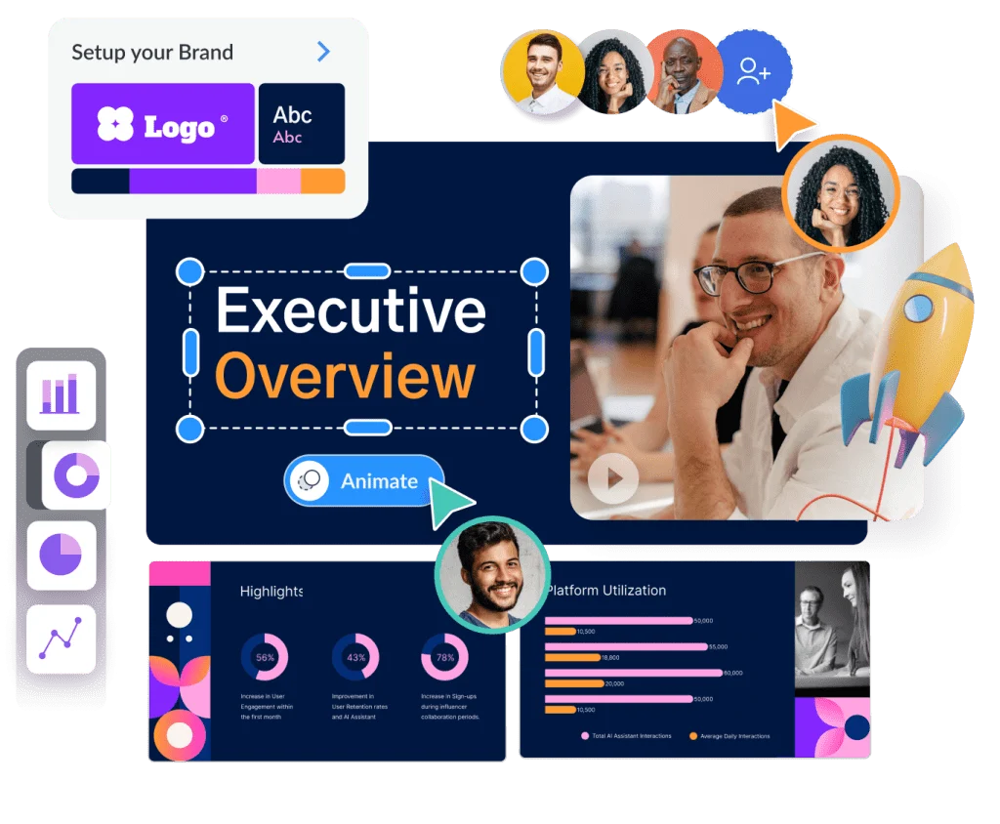 Setup your Brand
Logo ®
Abc
Abc
Executive
Overview
Animate
Highlights
56%
43%
78%
Increase in User
Engagement within
the first month
Improvement in
User Retention rates
and AI Assistant
Increase in Sign-ups
during influencer
collaboration periods.
Platform Utilization
50,000
10,500
55,000
18,800
60,000
20,000
50,000
10,500
Total AI Assistant Interactions
Average Daily Interactions